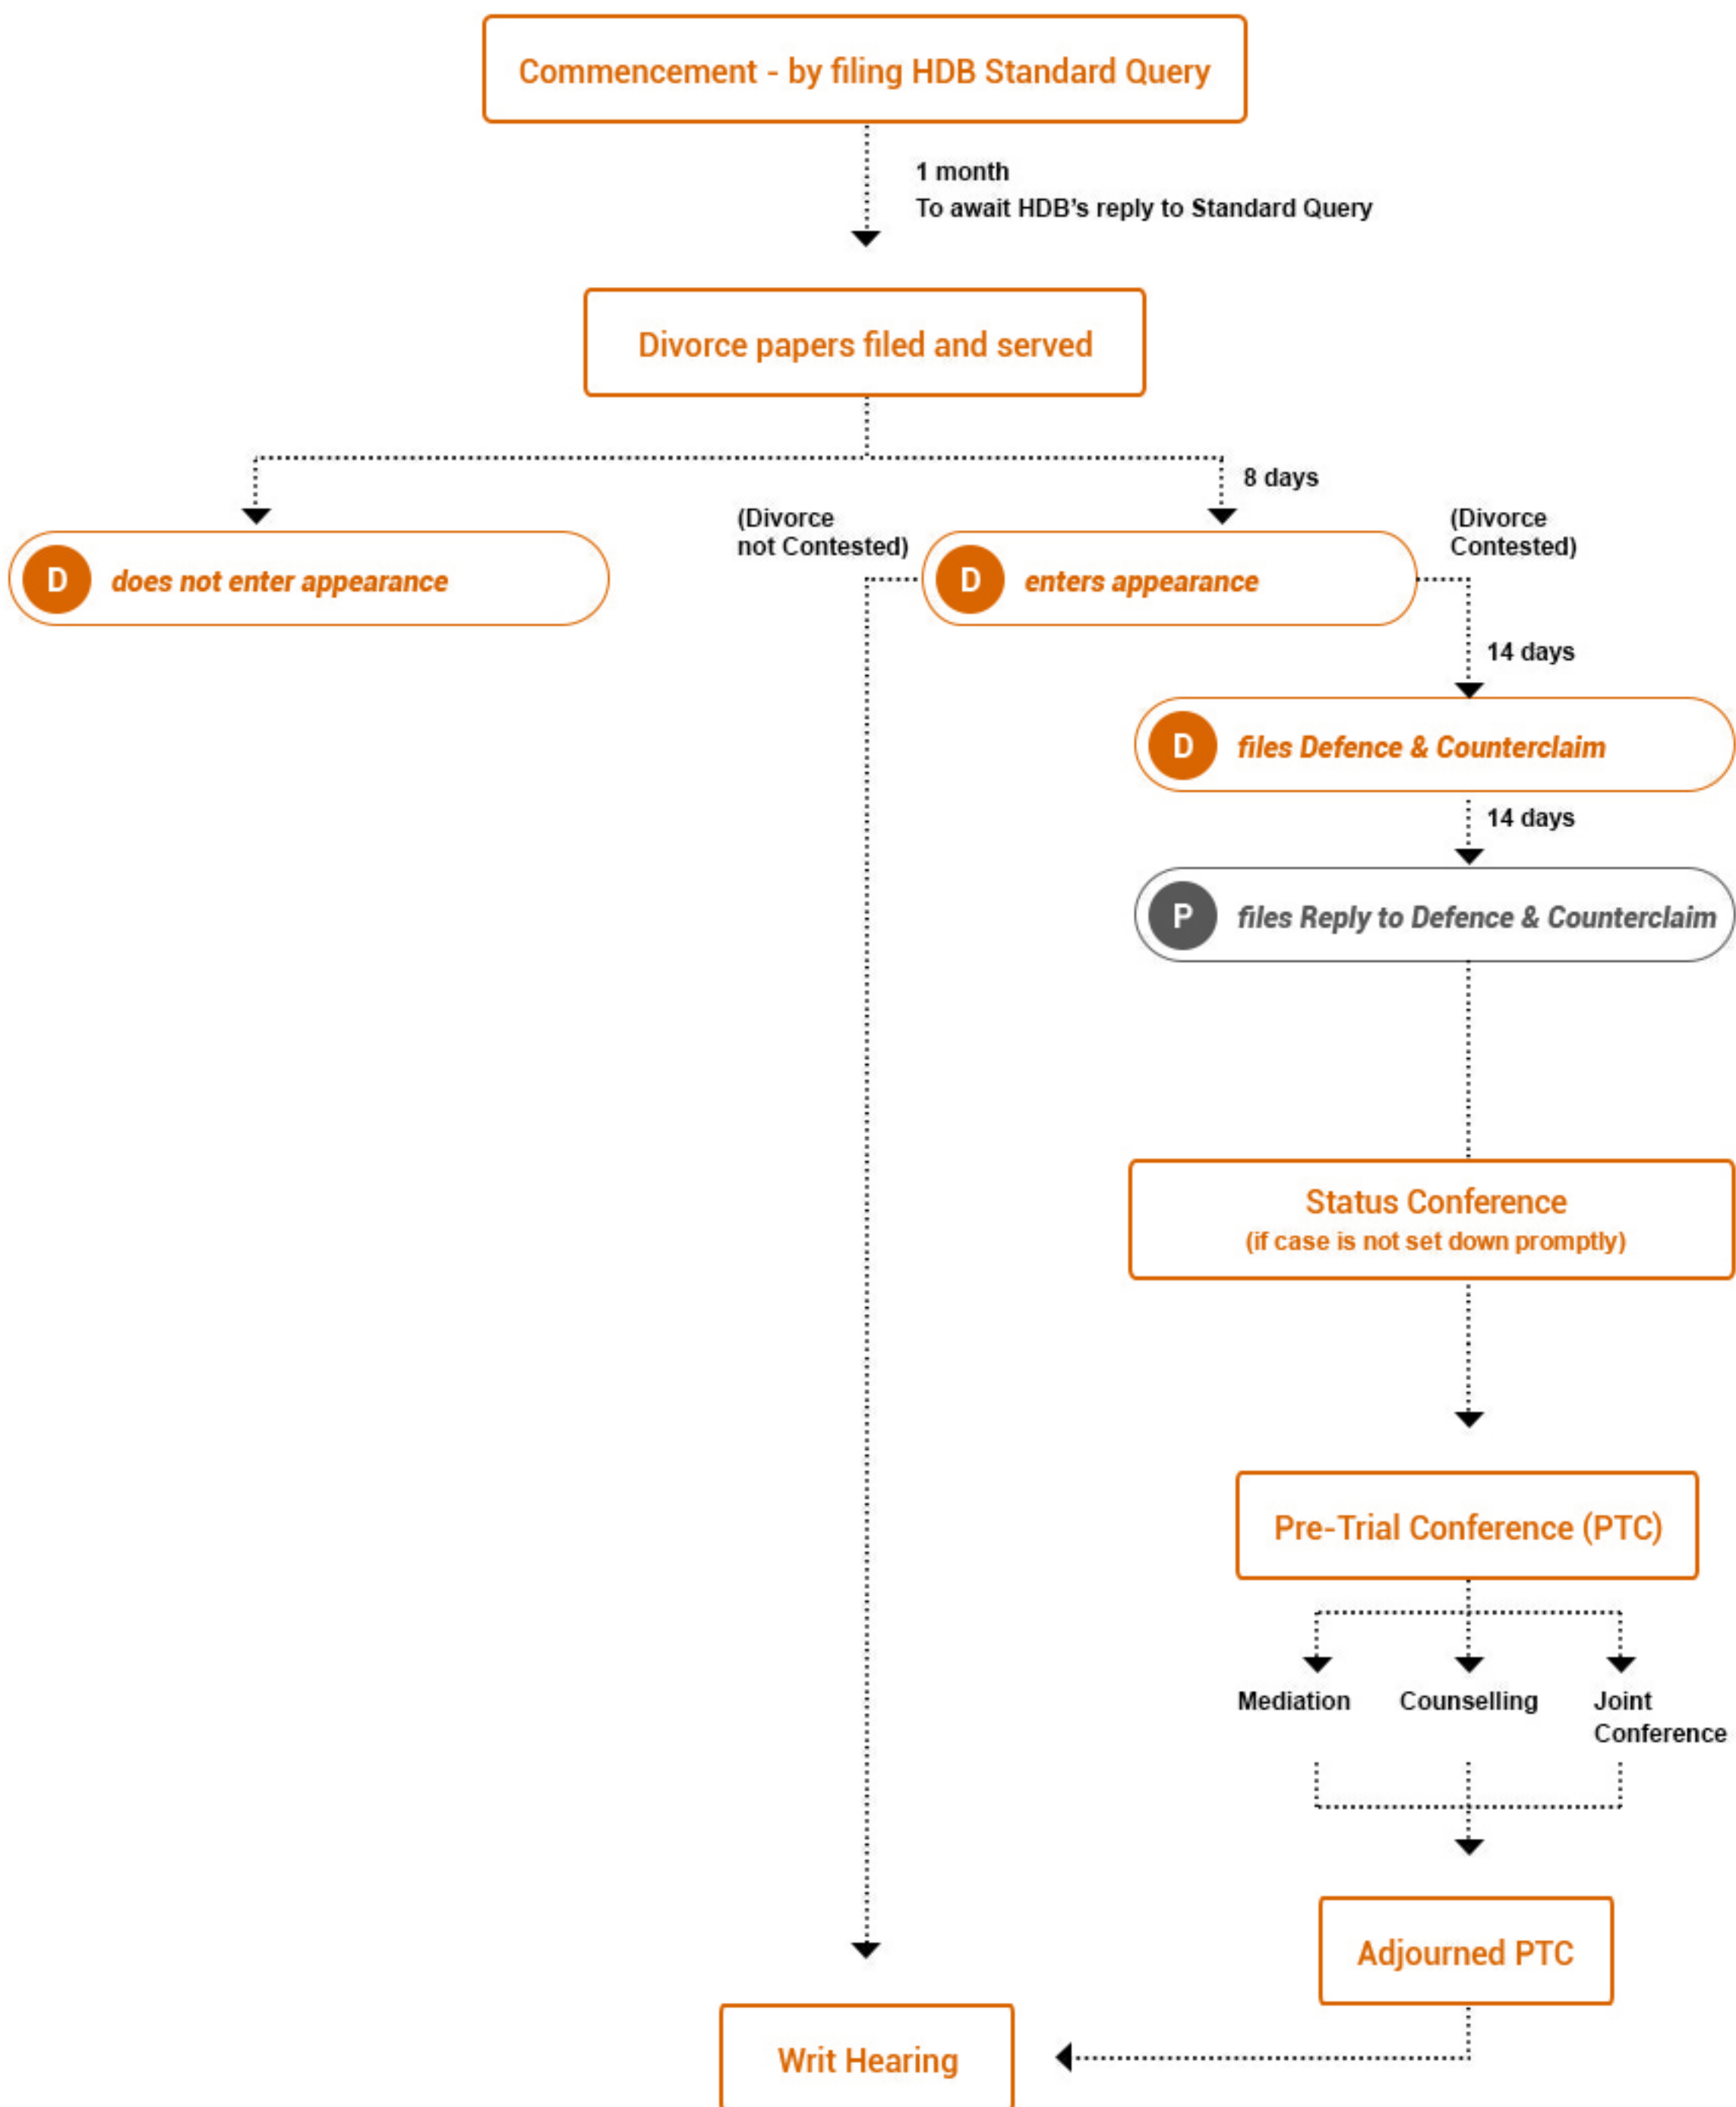 Commencement - by filing HDB Standard Query
1 month
To await HDB's reply to Standard Query
Divorce papers filed and served
8 days
(Divorce
not Contested)
(Divorce
Contested)
D does not enter appearance
D enters appearance
14 days
D files Defence & Counterclaim
14 days
P files Reply to Defence & Counterclaim
Status Conference
(if case is not set down promptly)
Pre-Trial Conference (PTC)
Mediation
Counselling
Joint
Conference
Adjourned PTC
Writ Hearing